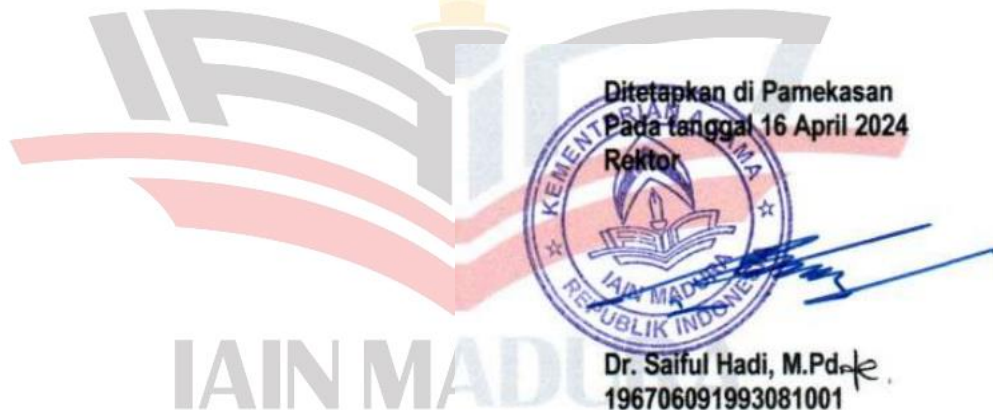 Ditetapkan di Pamekasan
Pada tanggal 16 April 2024
Rektor
KEMENTERIAN AGAMA
IAIN MADURA
REPUBLIK INDONESIA
Dr. Saiful Hadi, M.Pd
196706091993081001
IAIN MADURA